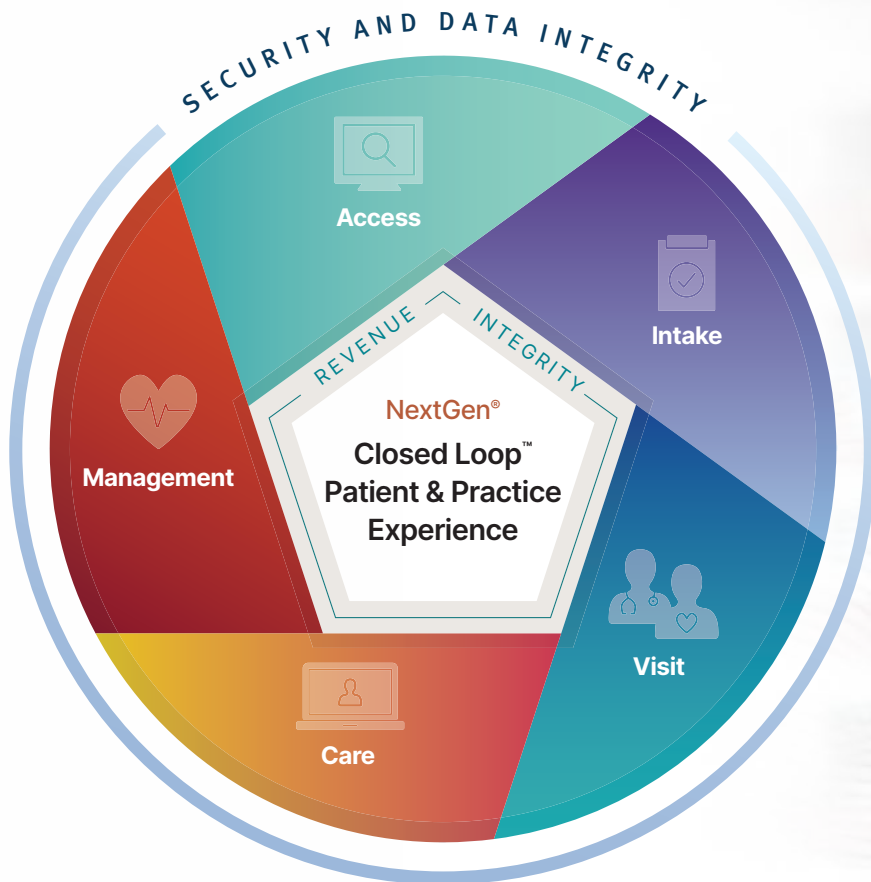 SECURITY AND DATA INTEGRITY
Access
Intake
Visit
Care
Management
REVENUE INTEGRITY
NextGen®
Closed Loop™
Patient & Practice
Experience